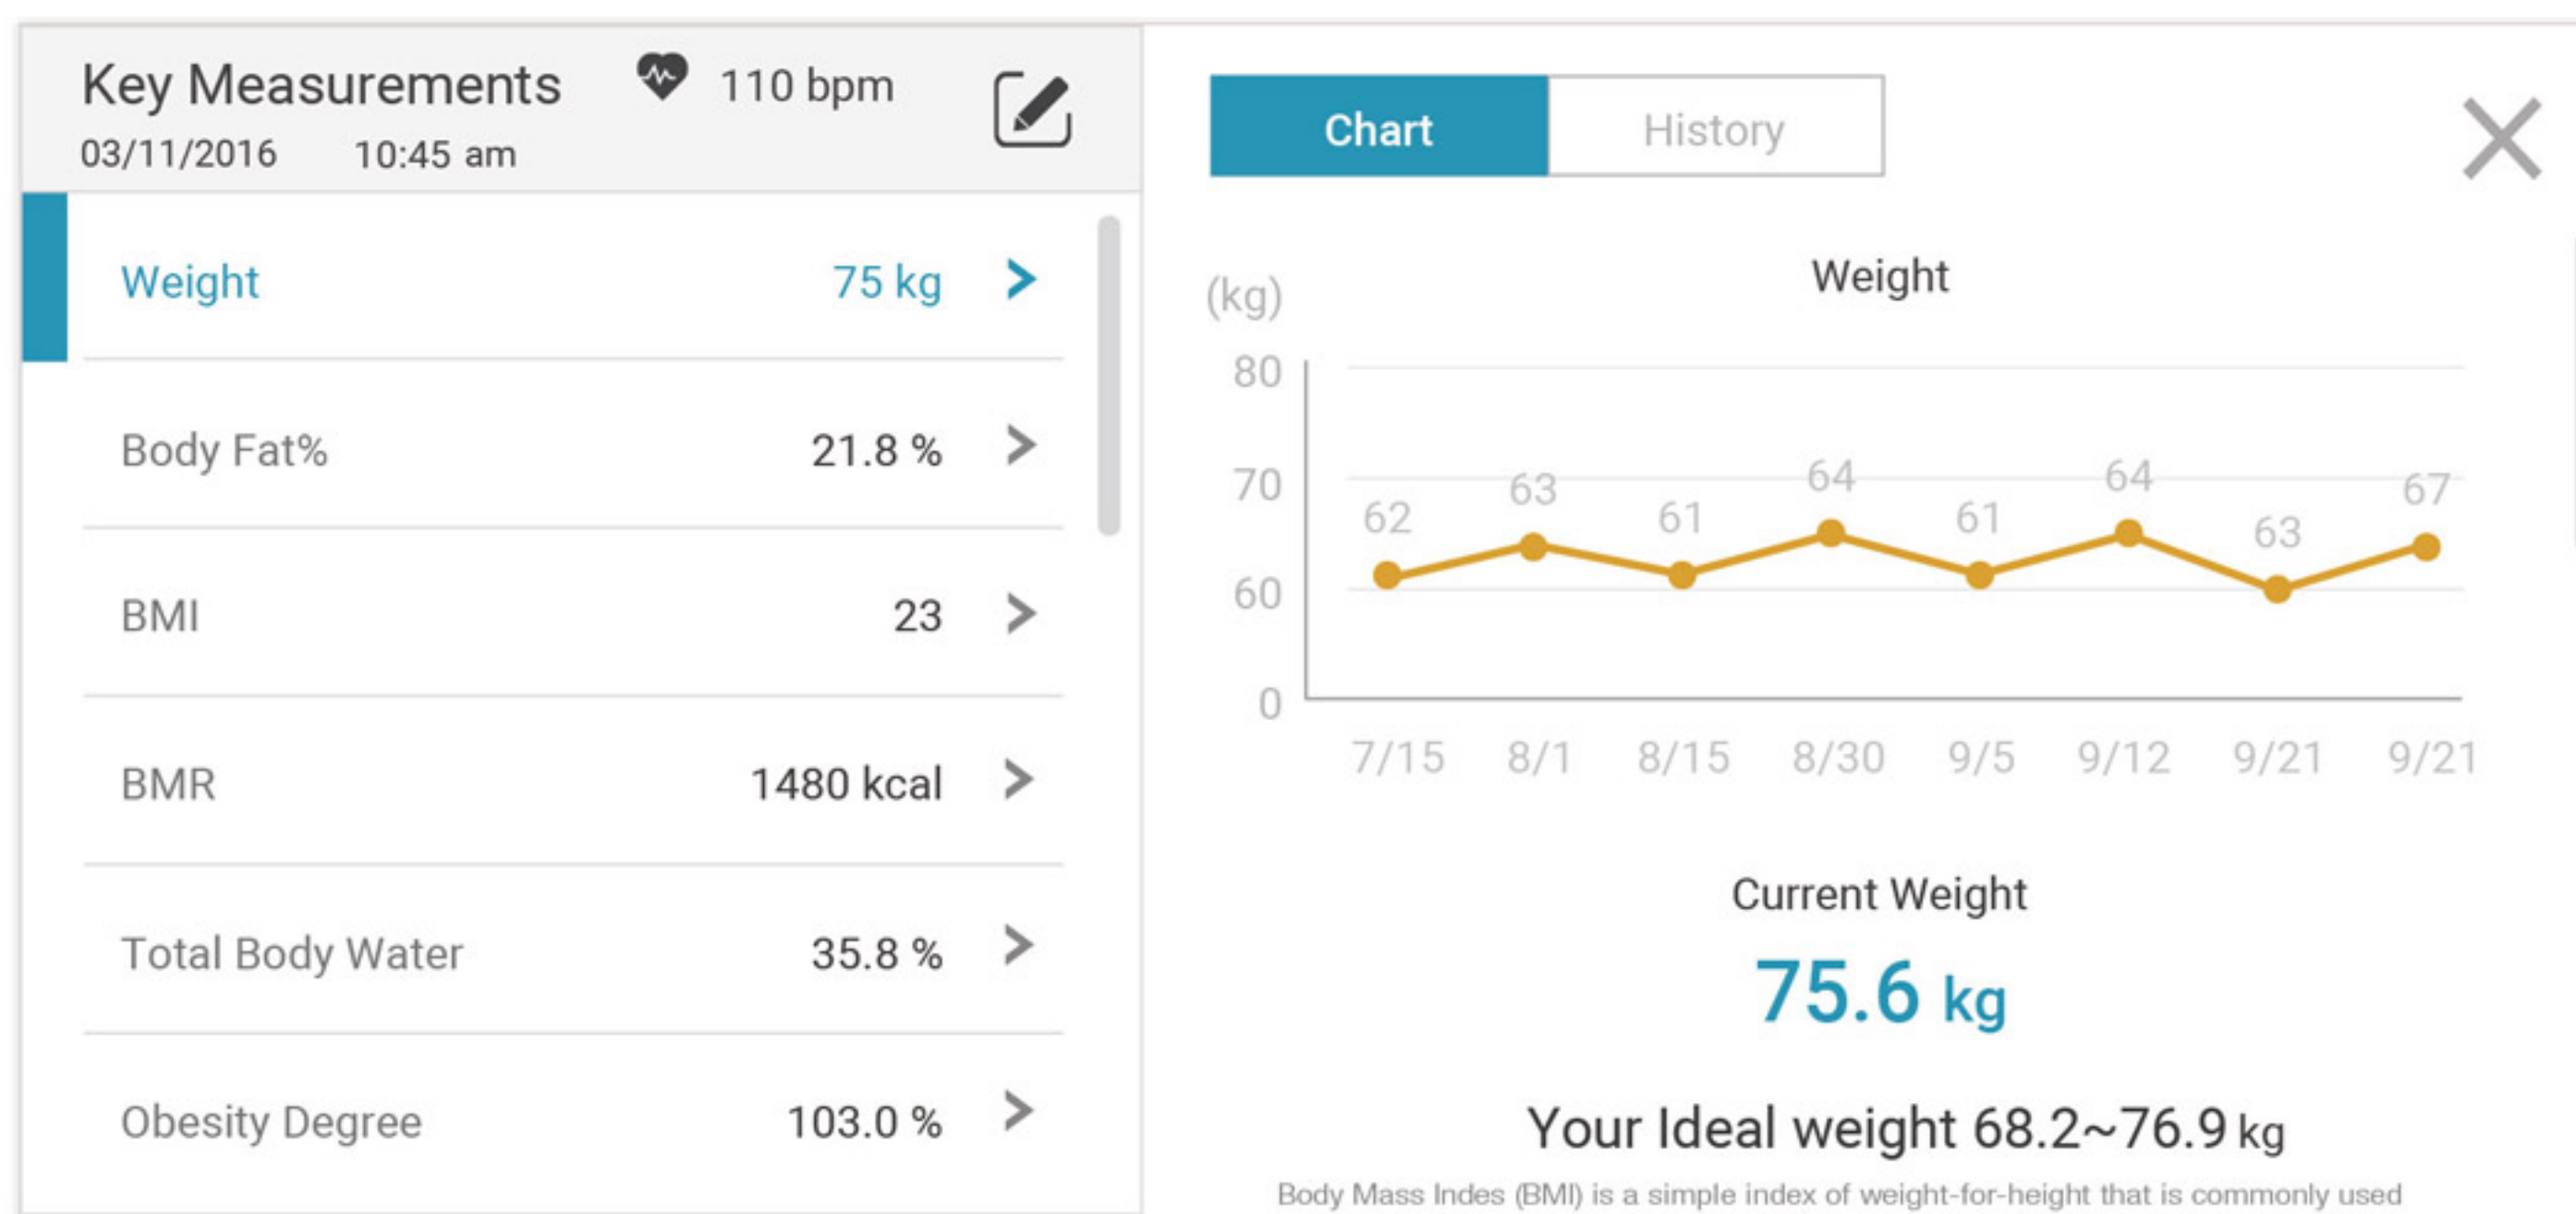 Key Measurements 110 bpm
03/11/2016 10:45 am
Weight 75 kg
Body Fat% 21.8 %
BMI 23
BMR 1480 kcal
Total Body Water 35.8 %
Obesity Degree 103.0 %
Chart History
Weight
(kg)
80
70
60
0
62 63 61 64 61 64 63 67
7/15 8/1 8/15 8/30 9/5 9/12 9/21 9/21
Current Weight
75.6 kg
Your Ideal weight 68.2~76.9 kg
Body Mass Indes (BMI) is a simple index of weight-for-height that is commonly used